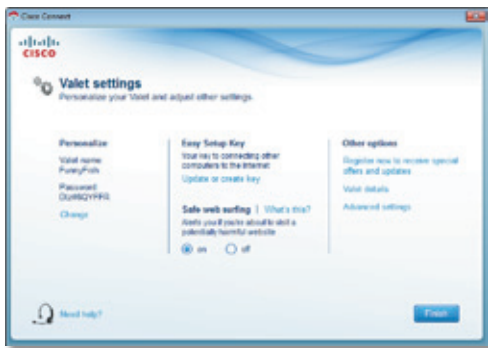 Cisco Connect
CISCO
Valet settings
Personalize your Valet and adjust other settings.
Personalize
Valet name
FunnyFish
Password
Change
Easy Setup Key
Your key to connecting other
computers to the Internet
Update or create key
Safe web surfing | What's this?
Alerts you if you're about to visit a
potentially harmful website
on off
Other options
Register now to receive special
offers and updates
Valet details
Advanced settings
Need help?
Finish